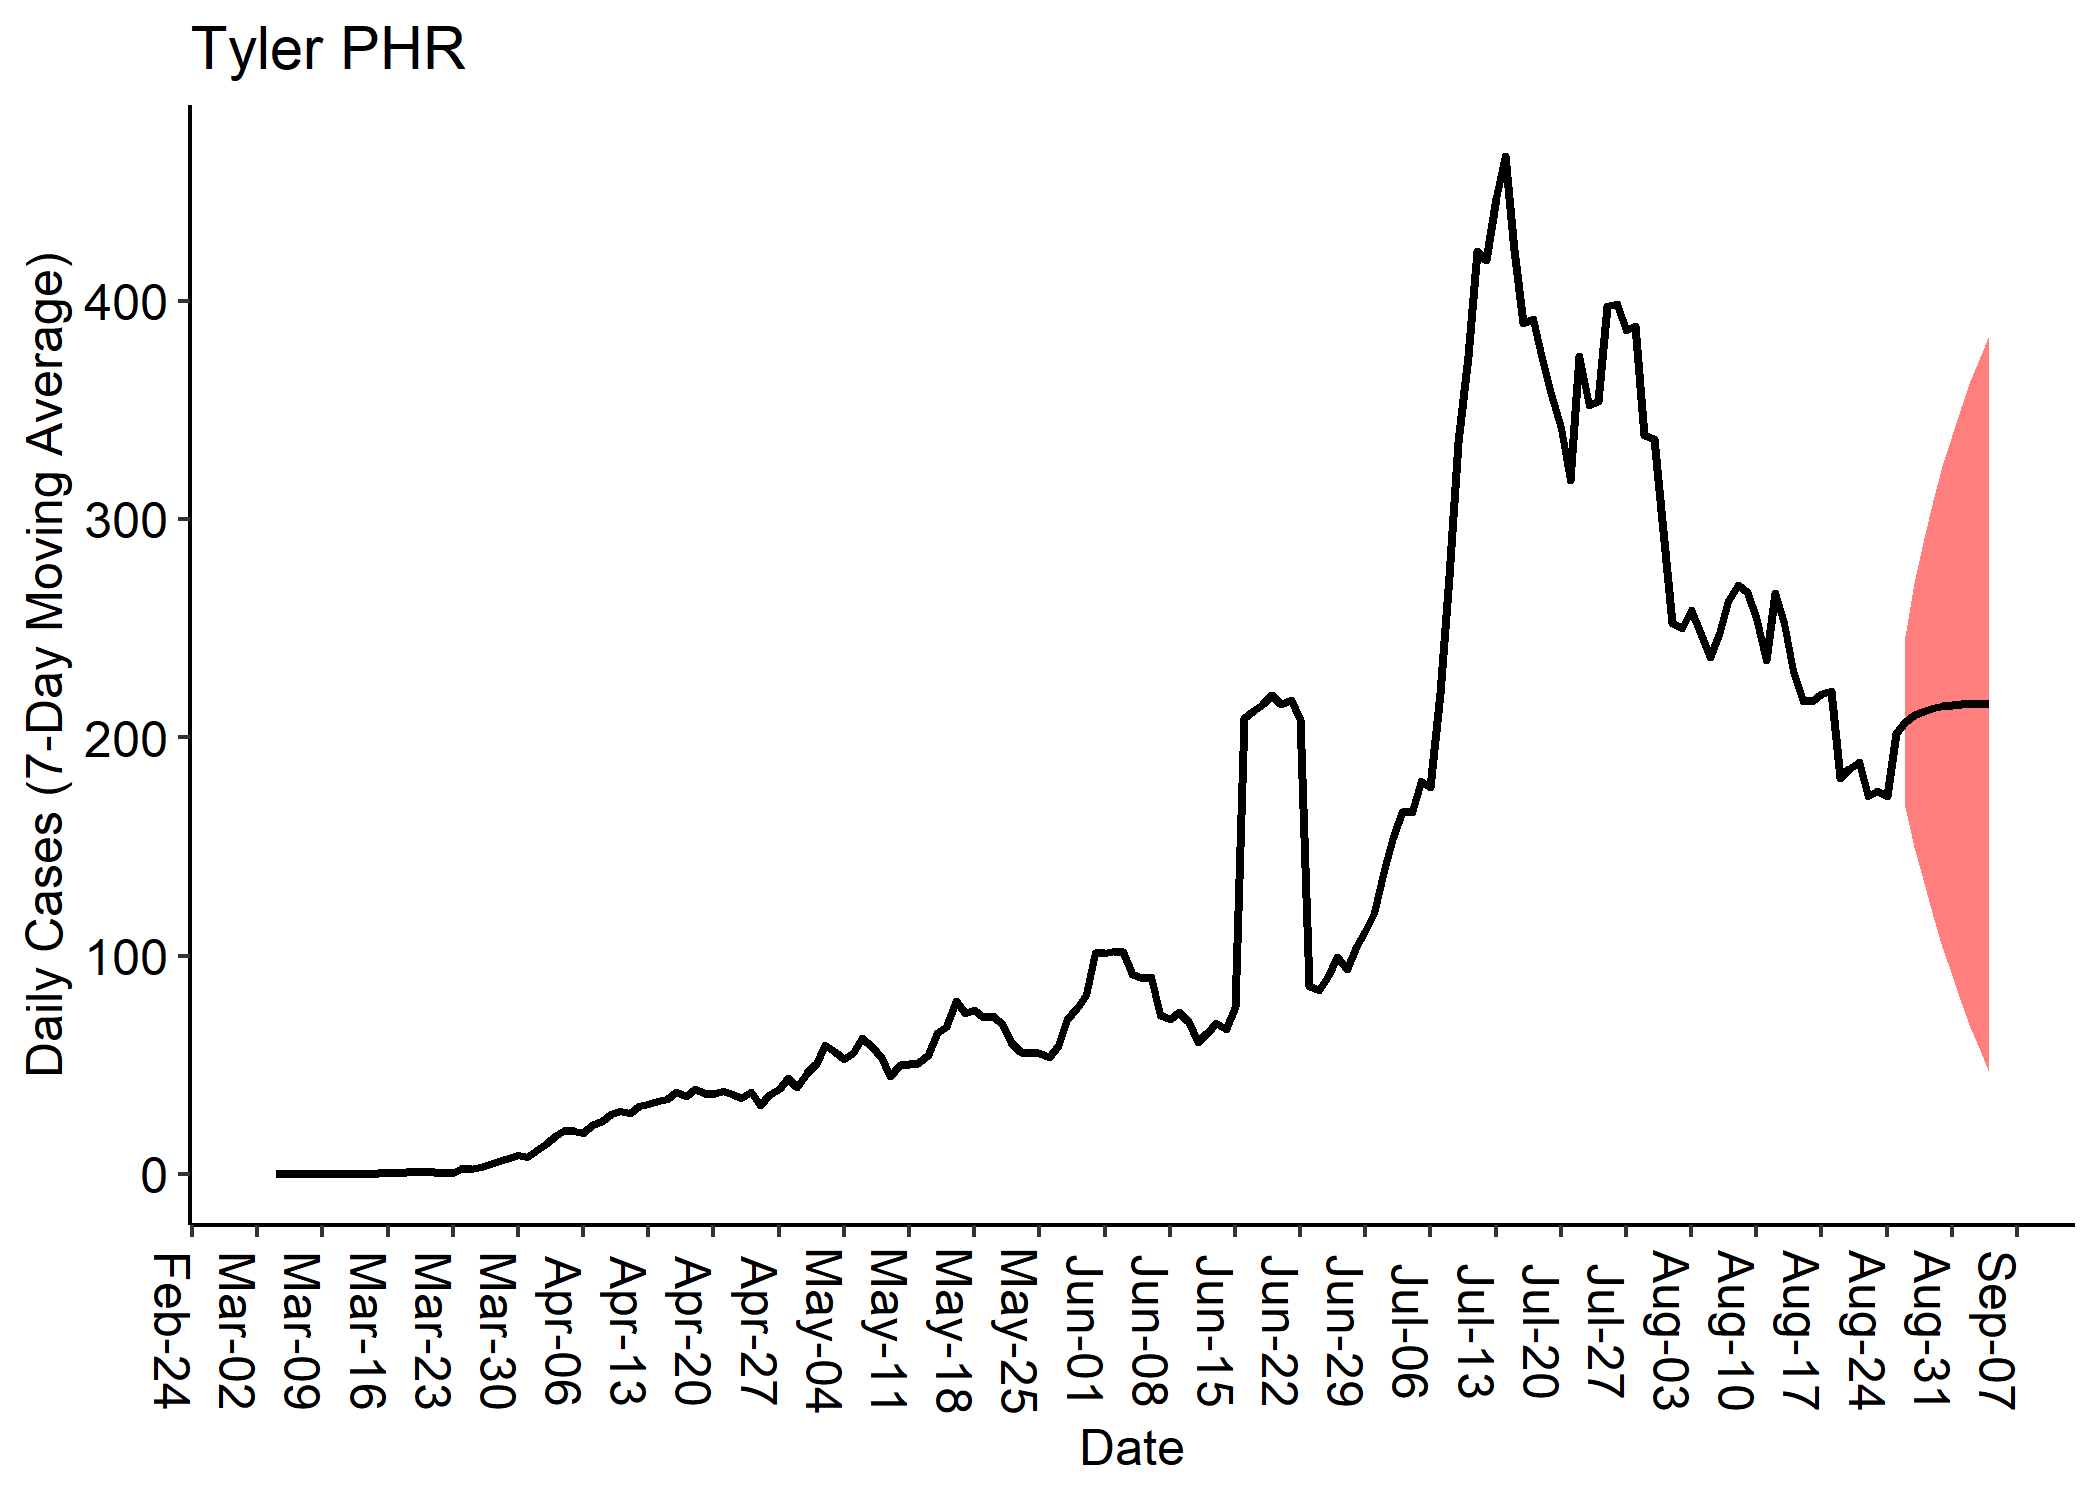 Tyler PHR
Daily Cases (7-Day Moving Average)
400
300
200
100
0
Feb-24
Mar-02
Mar-09
Mar-16
Mar-23
Mar-30
Apr-06
Apr-13
Apr-20
Apr-27
May-04
May-11
May-18
May-25
Jun-01
Jun-08
Jun-15
Jun-22
Jun-29
Jul-06
Jul-13
Jul-20
Jul-27
Aug-03
Aug-10
Aug-17
Aug-24
Aug-31
Sep-07
Date